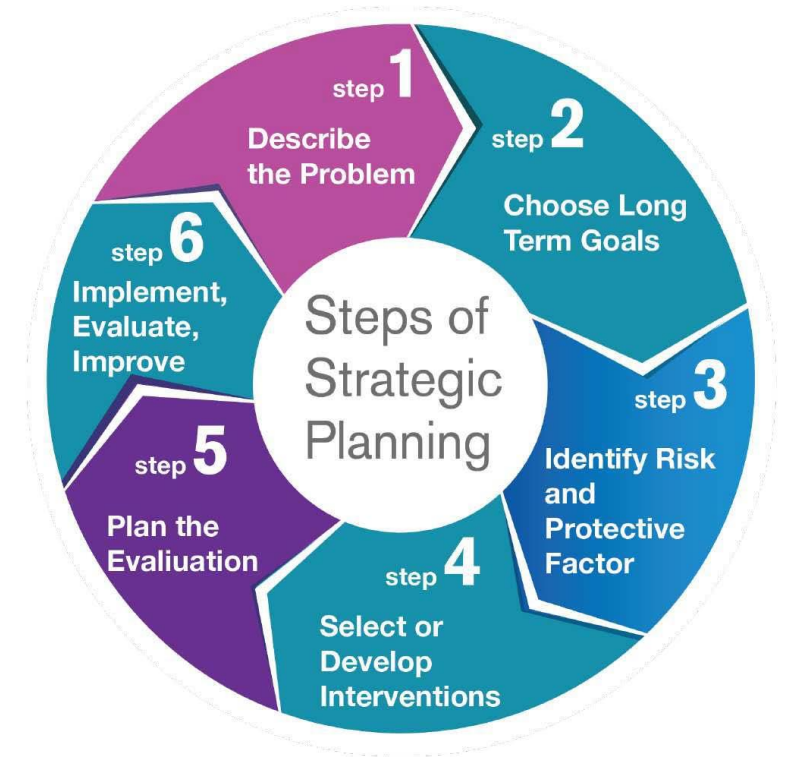 step 1
Describe
the Problem
step 2
Choose Long
Term Goals
step 3
Identify Risk
and
Protective
Factor
step 4
Select or
Develop
Interventions
step 5
Plan the
Evaliuation
step 6
Implement,
Evaluate,
Improve
Steps of
Strategic
Planning